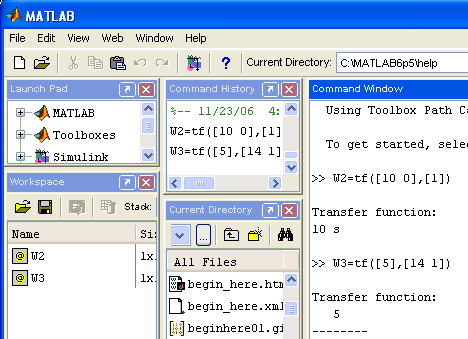 MATLAB
File Edit View Web Window Help
? Current Directory: C:\MATLAB6p5\help
Launch Pad
MATLAB
Toolboxes
Simulink
Command History
%-- 11/23/06 4:
W2=tf([10 0],[1]
W3=tf([5],[14 1]
Workspace
Stack:
Name
W2 1x.
W3 1x.
Current Directory
...
All Files
begin_here.htm
begin_here.xml
beginhere01.gi
Command Window
Using Toolbox Path C
To get started, selec
>> W2=tf([10 0],[1])
Transfer function:
10 s
>> W3=tf([5],[14 1])
Transfer function:
5
--------